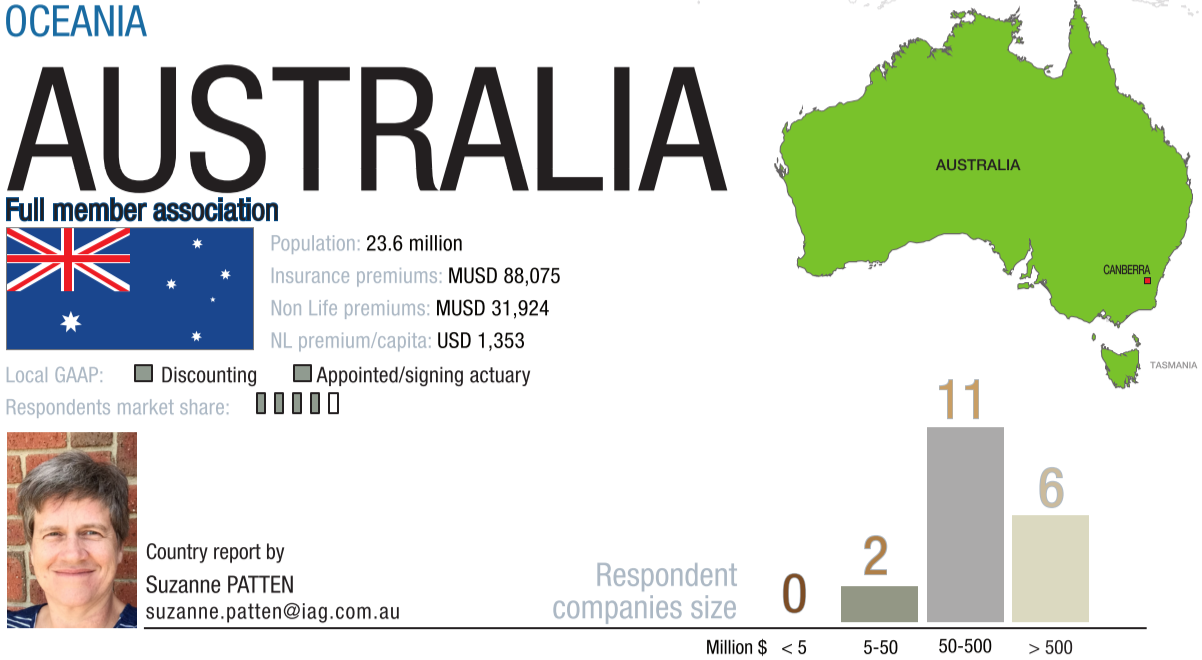 OCEANIA
AUSTRALIA
Full member association
Population: 23.6 million
Insurance premiums: MUSD 88,075
Non Life premiums: MUSD 31,924
NL premium/capita: USD 1,353
Local GAAP: Discounting Appointed/signing actuary
Respondents market share:
AUSTRALIA
CANBERRA
TASMANIA
Country report by
Suzanne PATTEN
suzanne.patten@iag.com.au
Respondent
companies size
0
2
11
6
Million $ < 5 5-50 50-500 > 500